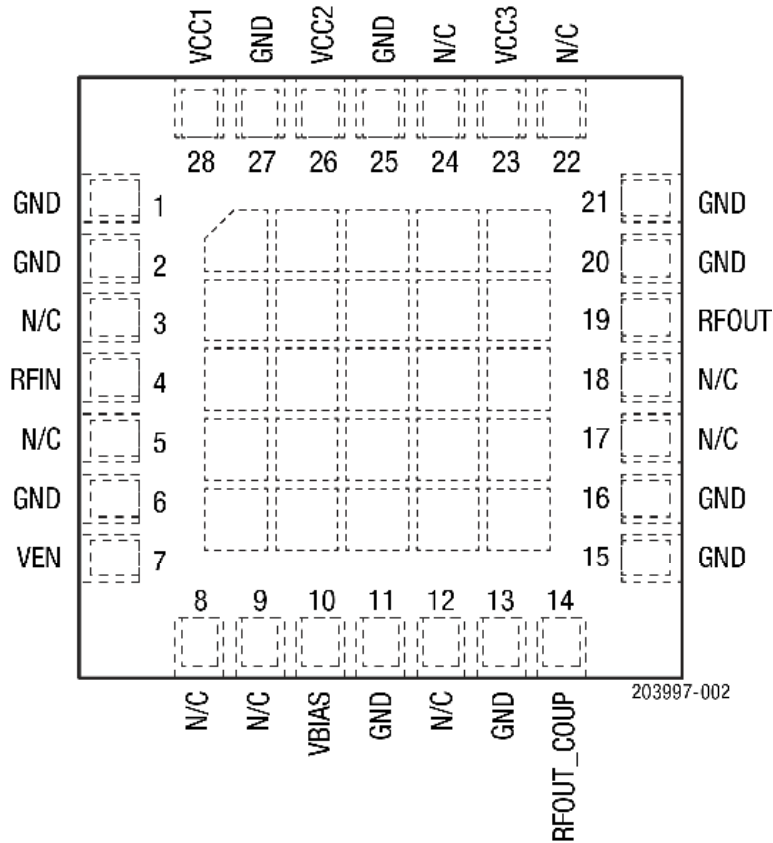 VCC1 GND VCC2 GND N/C VCC3 N/C
28 27 26 25 24 23 22
GND 1 21 GND
GND 2 20 GND
N/C 3 19 RFOUT
RFIN 4 18 N/C
N/C 5 17 N/C
GND 6 16 GND
VEN 7 15 GND
8 9 10 11 12 13 14
N/C N/C VBIAS GND N/C GND RFOUT_COUP
203997-002